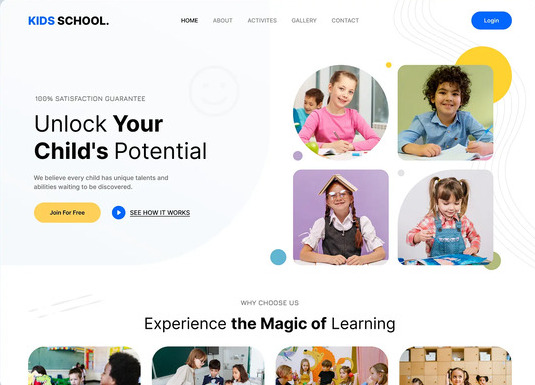 KIDS SCHOOL.
HOME ABOUT ACTIVITES GALLERY CONTACT
Login
100% SATISFACTION GUARANTEE
Unlock Your
Child's Potential
We believe every child has unique talents and
abilities waiting to be discovered.
Join For Free
SEE HOW IT WORKS
WHY CHOOSE US
Experience the Magic of Learning